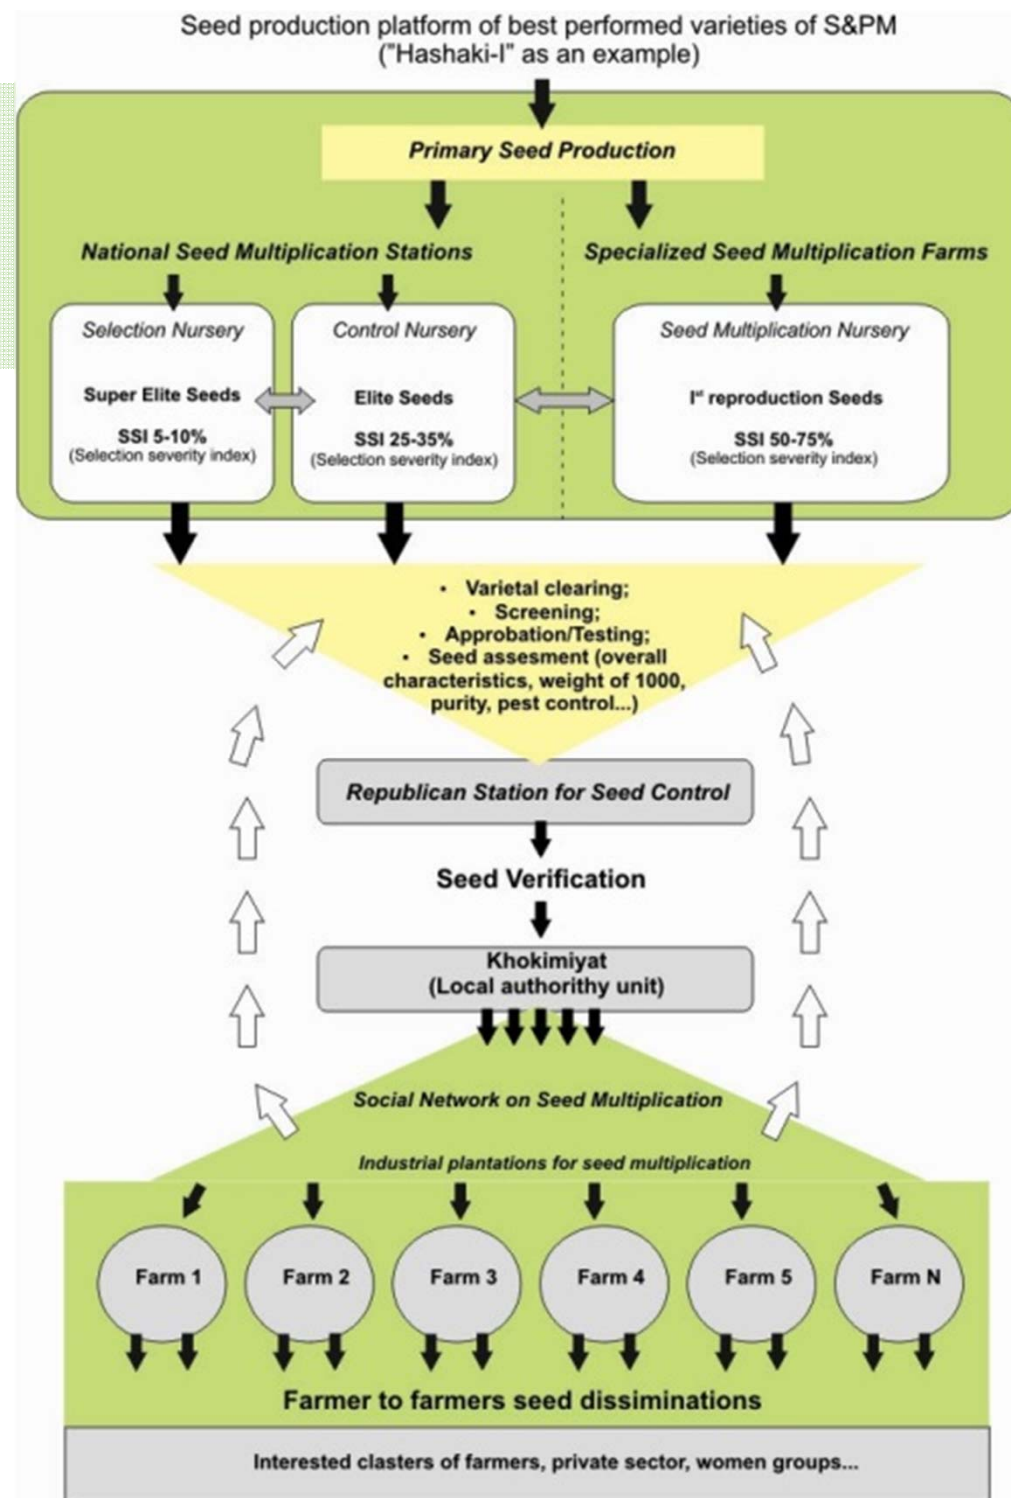 Seed production platform of best performed varieties of S&PM
("Hashaki-I" as an example)
Primary Seed Production
National Seed Multiplication Stations
Specialized Seed Multiplication Farms
Selection Nursery
Super Elite Seeds
SSI 5-10%
(Selection severity index)
Control Nursery
Elite Seeds
SSI 25-35%
(Selection severity index)
Seed Multiplication Nursery
Ist reproduction Seeds
SSI 50-75%
(Selection severity index)
• Varietal clearing;
• Screening;
• Approbation/Testing;
• Seed assesment (overall
characteristics, weight of 1000,
purity, pest control...)
Republican Station for Seed Control
Seed Verification
Khokimiyat
(Local authorithy unit)
Social Network on Seed Multiplication
Industrial plantations for seed multiplication
Farm 1
Farm 2
Farm 3
Farm 4
Farm 5
Farm N
Farmer to farmers seed dissiminations
Interested clasters of farmers, private sector, women groups...